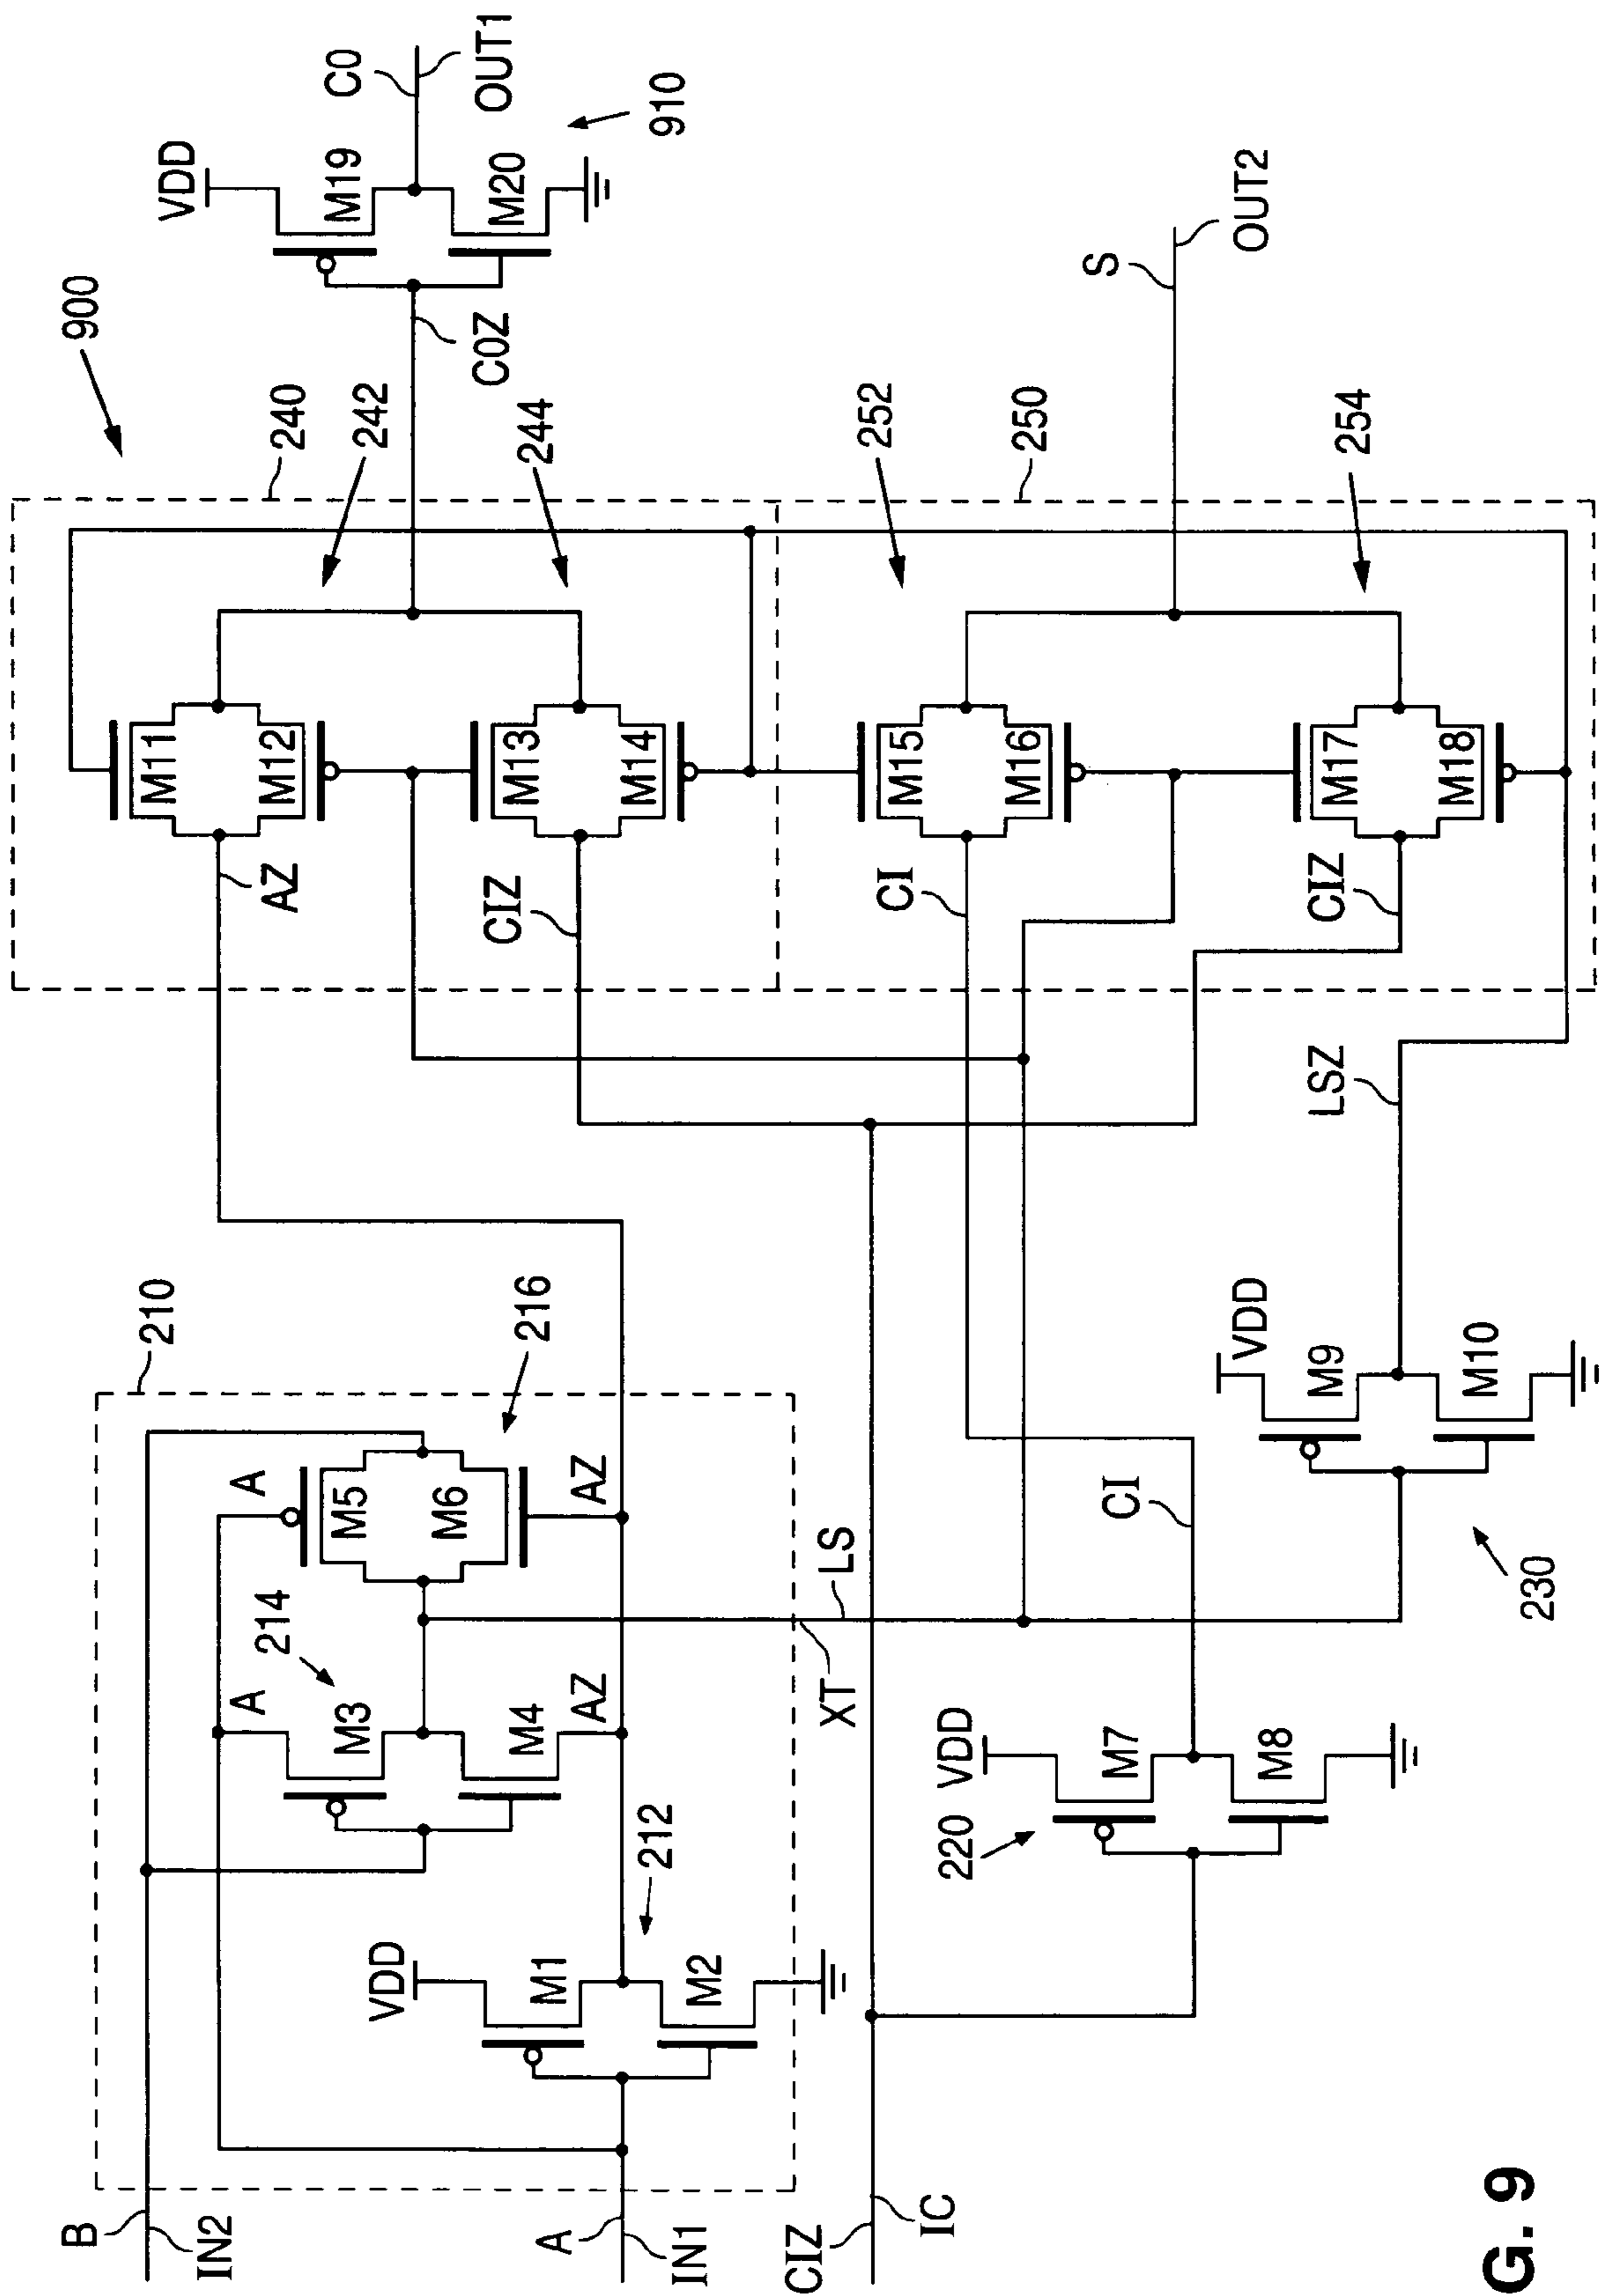 900
240
242
244
252
250
254
VDD
M19
M20
C0
OUT1
910
C0Z
S
OUT2
M11
M12
M13
M14
M15
M16
M17
M18
AZ
CIZ
CI
CIZ
LSZ
210
216
A
M5
M6
AZ
214
A
M3
M4
AZ
LS
XT
CI
VDD
M9
M10
230
212
VDD
M1
M2
VDD
M7
M8
220
B
IN2
A
IN1
CIZ
IC
G. 9